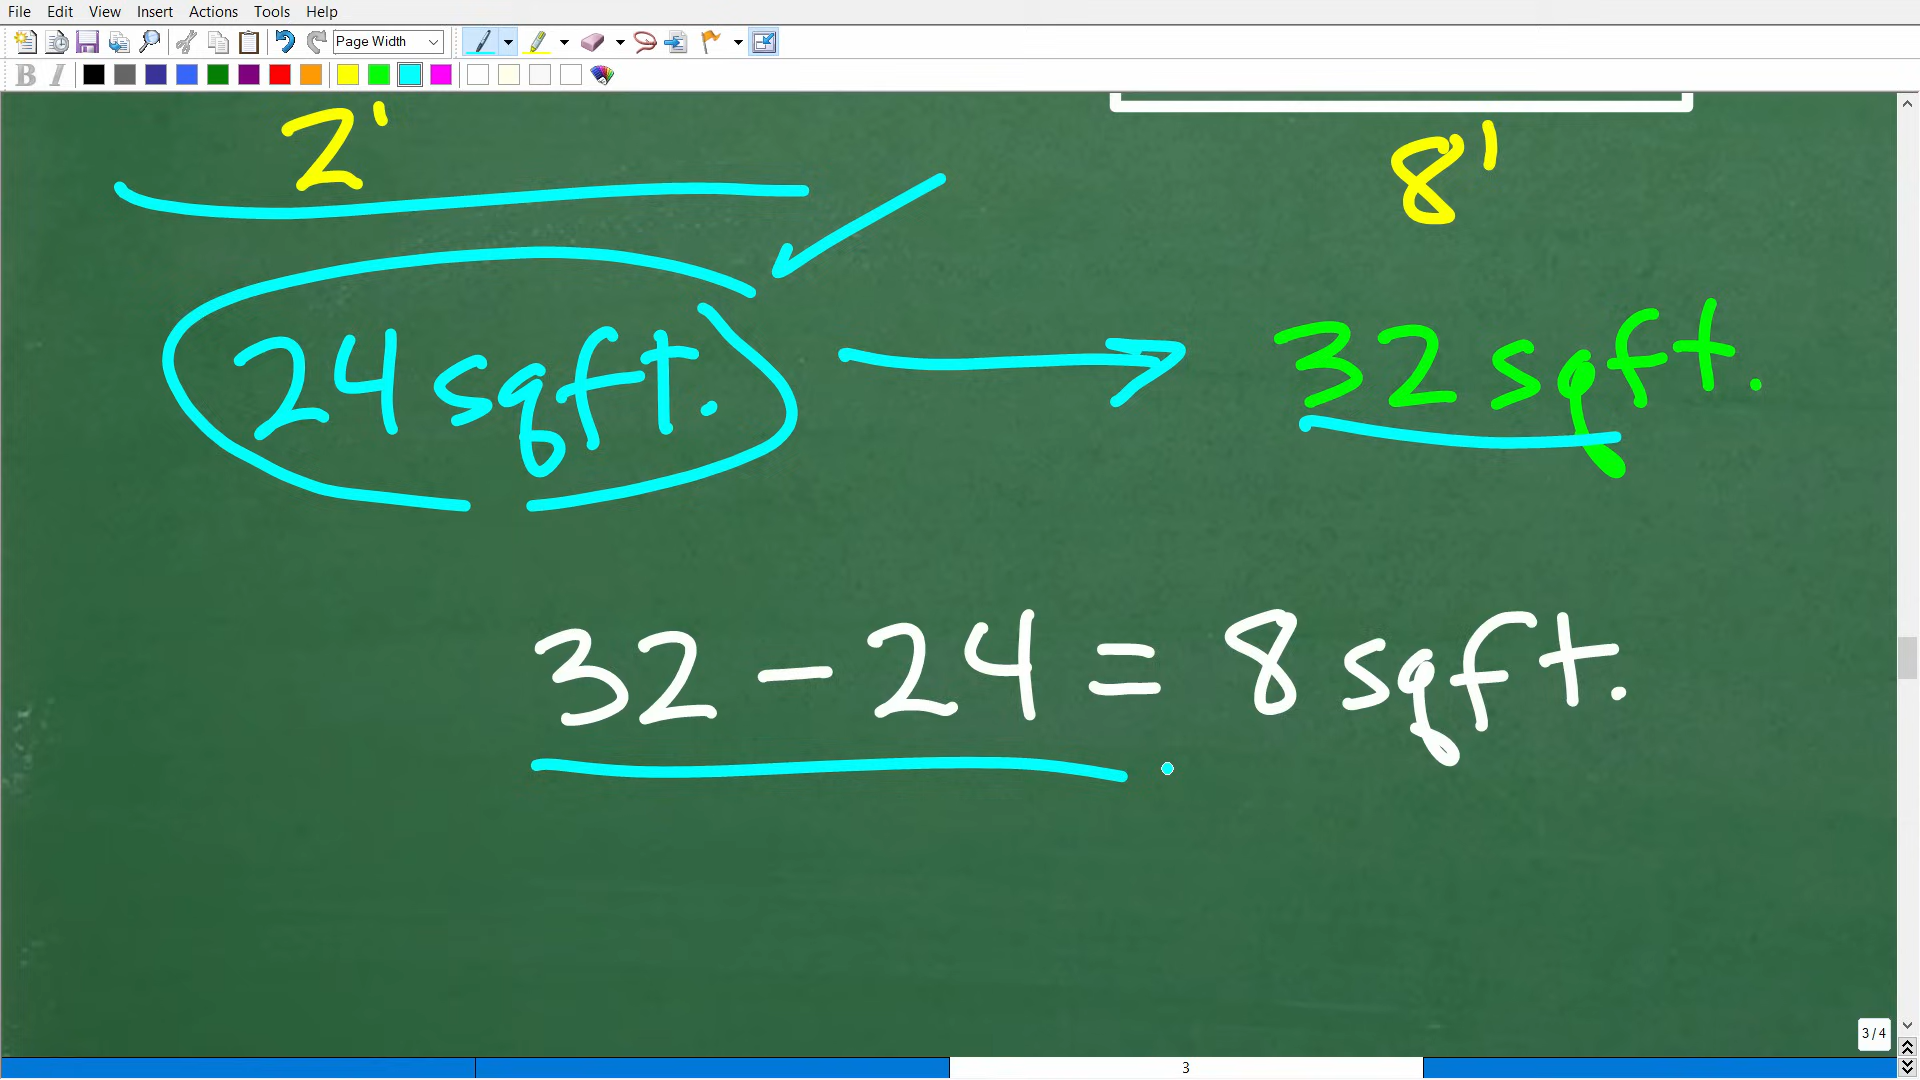 File Edit View Insert Actions Tools Help
Page Width
B I
2'
8'
24 sqft.
32 sqft.
32 - 24 = 8 sqft.
3 / 4
3